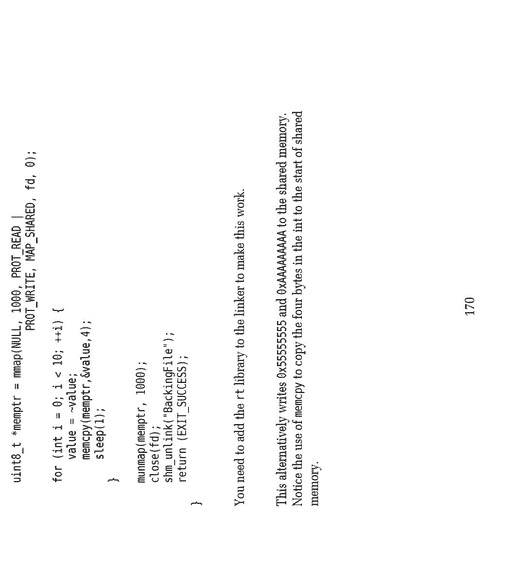 uint8_t *memptr = mmap(NULL, 1000, PROT_READ |
PROT_WRITE, MAP_SHARED, fd, 0);
for (int i = 0; i < 10; ++i) {
value = ~value;
memcpy(memptr,&value,4);
sleep(1);
}
munmap(memptr, 1000);
close(fd);
shm_unlink("BackingFile");
return (EXIT_SUCCESS);
}
You need to add the rt library to the linker to make this work.
This alternatively writes 0x55555555 and 0xAAAAAAAAA to the shared memory.
Notice the use of memcpy to copy the four bytes in the int to the start of shared
memory.
170